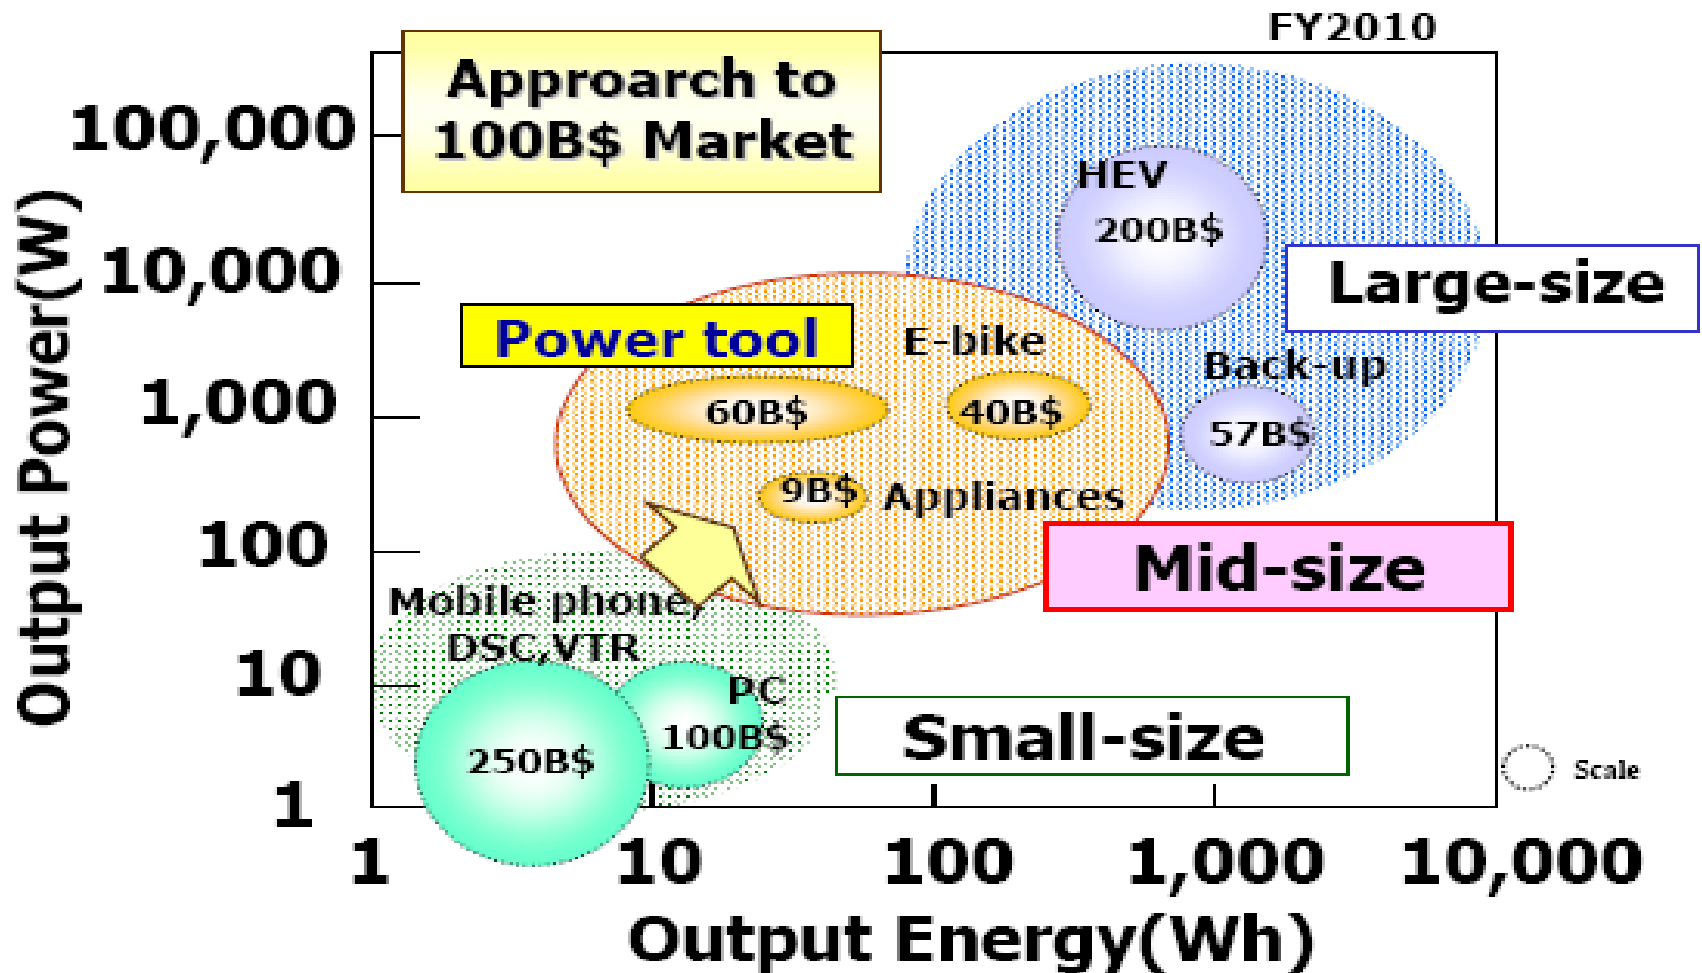 FY2010
Approarch to
100B$ Market
100,000
10,000
1,000
100
10
1
Output Power(W)
HEV
200B$
Large-size
Power tool
E-bike
Back-up
60B$
40B$
57B$
9B$ Appliances
Mid-size
Mobile phone,
DSC,VTR
PC
250B$
100B$
Small-size
Scale
1 10 100 1,000 10,000
Output Energy(Wh)